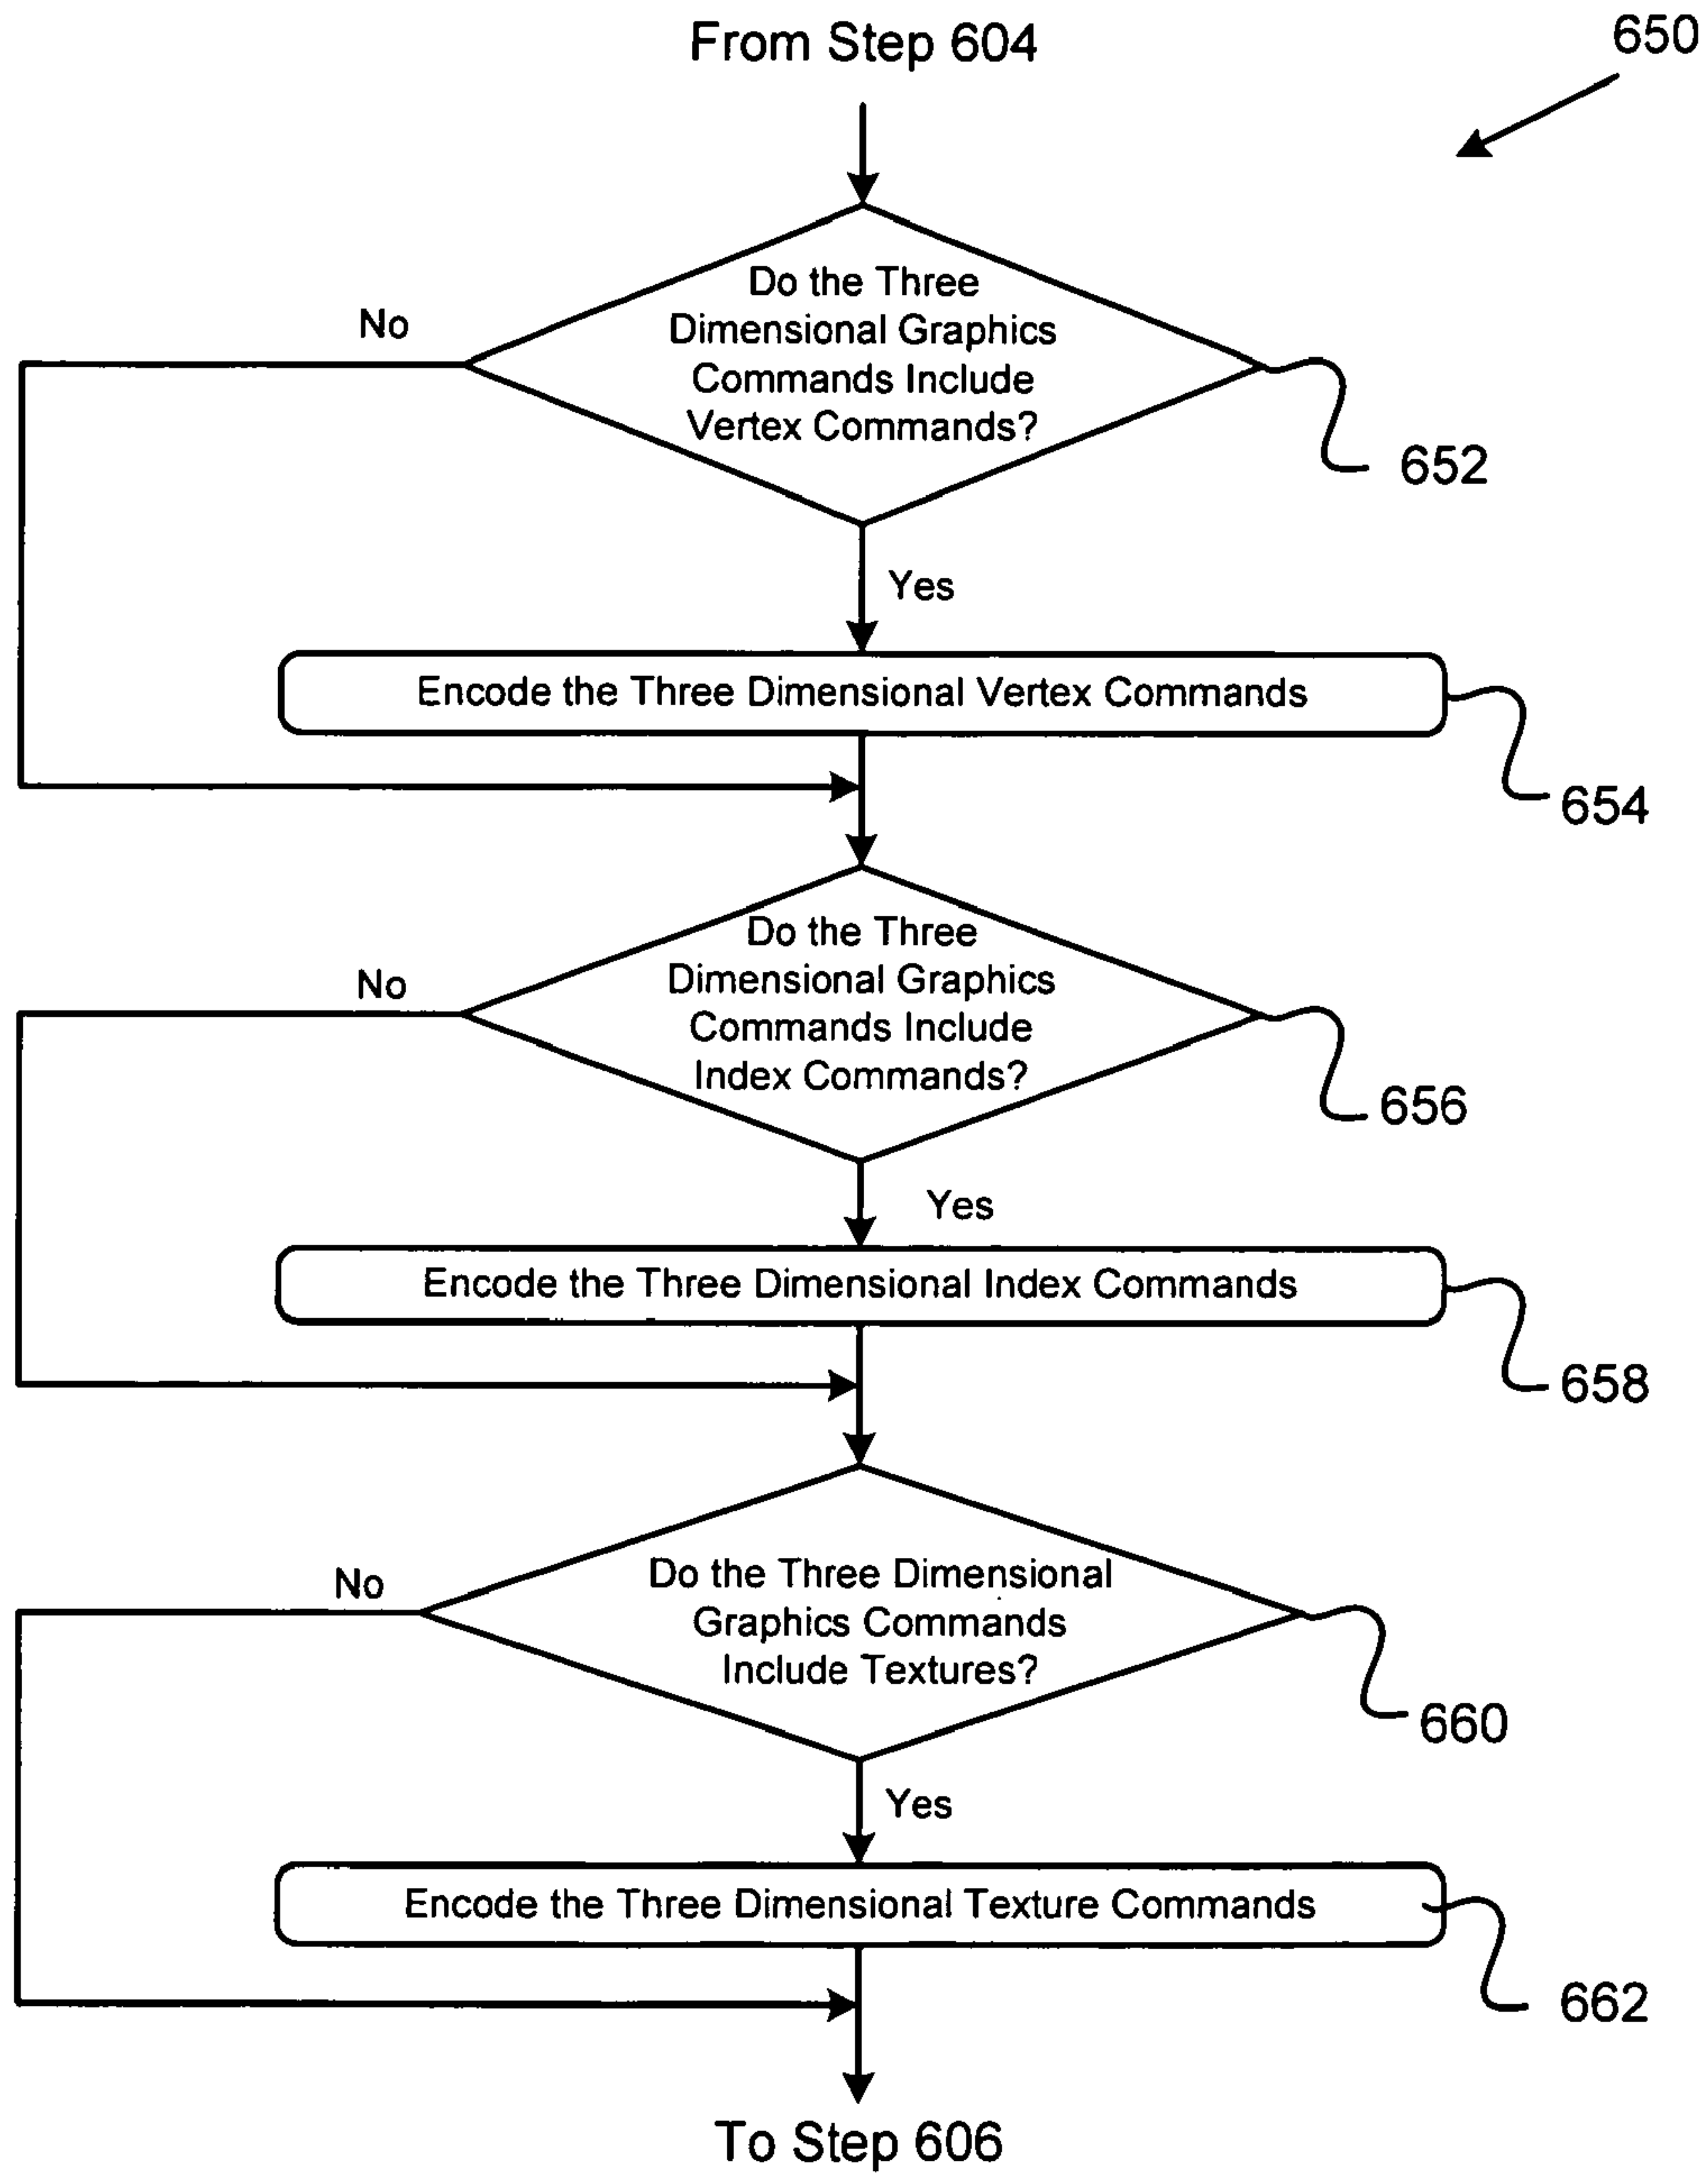 From Step 604
650
Do the Three
Dimensional Graphics
Commands Include
Vertex Commands?
No
652
Yes
Encode the Three Dimensional Vertex Commands
654
Do the Three
Dimensional Graphics
Commands Include
Index Commands?
No
656
Yes
Encode the Three Dimensional Index Commands
658
Do the Three Dimensional
Graphics Commands
Include Textures?
No
660
Yes
Encode the Three Dimensional Texture Commands
662
To Step 606